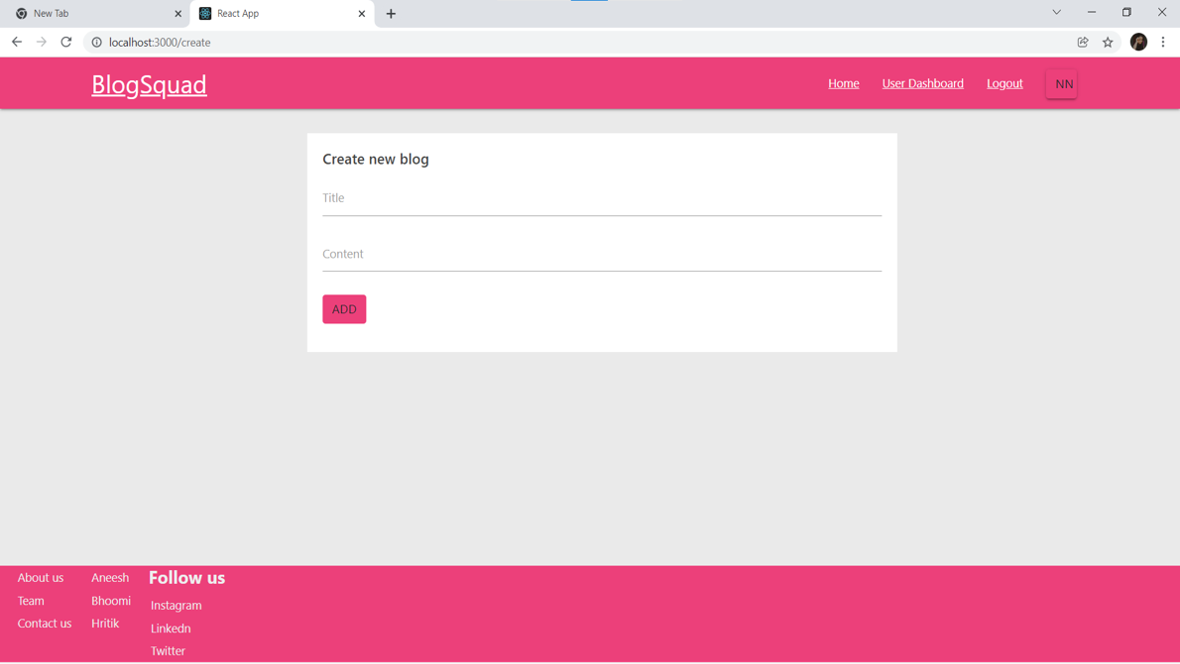 New Tab
React App
localhost:3000/create
BlogSquad
Home User Dashboard Logout NN
Create new blog
Title
Content
ADD
About us
Team
Contact us
Aneesh
Bhoomi
Hritik
Follow us
Instagram
Linkedn
Twitter